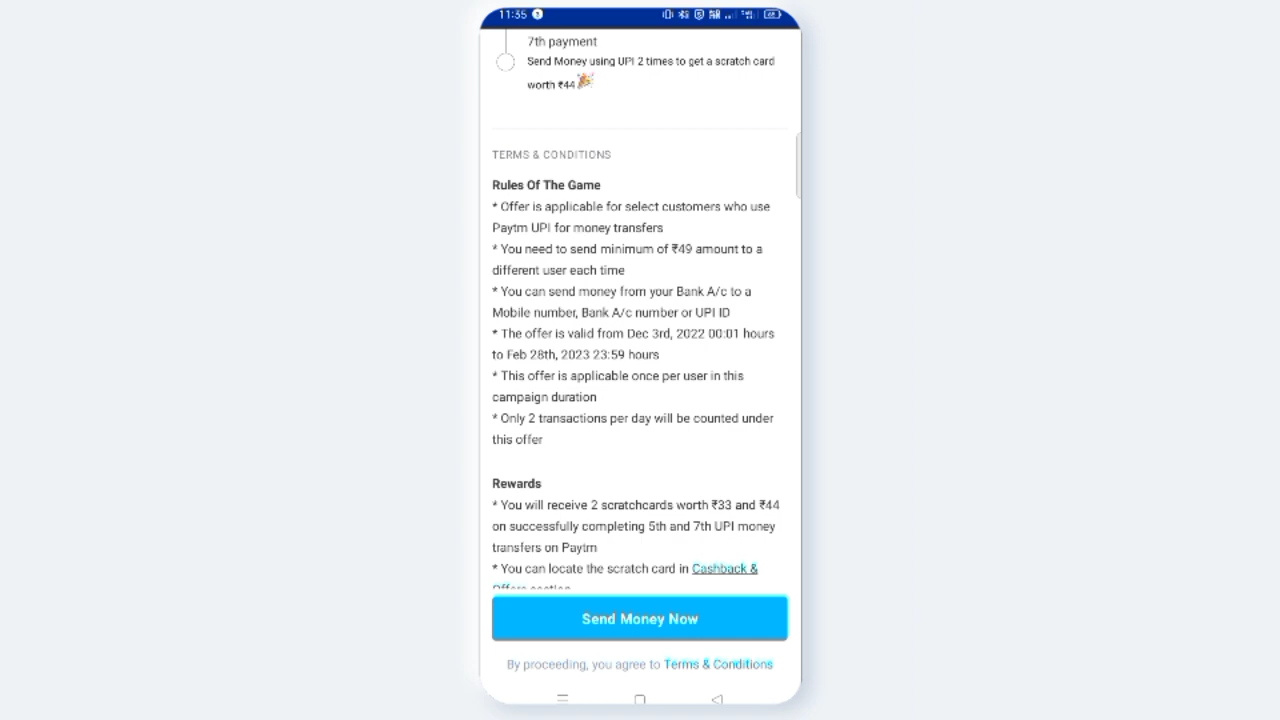 11:35
7th payment
Send Money using UPI 2 times to get a scratch card
worth ₹44🎉
TERMS & CONDITIONS
Rules Of The Game
* Offer is applicable for select customers who use
Paytm UPI for money transfers
* You need to send minimum of ₹49 amount to a
different user each time
* You can send money from your Bank A/c to a
Mobile number, Bank A/c number or UPI ID
* The offer is valid from Dec 3rd, 2022 00:01 hours
to Feb 28th, 2023 23:59 hours
* This offer is applicable once per user in this
campaign duration
* Only 2 transactions per day will be counted under
this offer
Rewards
* You will receive 2 scratchcards worth ₹33 and ₹44
on successfully completing 5th and 7th UPI money
transfers on Paytm
* You can locate the scratch card in Cashback &
Offers section
Send Money Now
By proceeding, you agree to Terms & Conditions